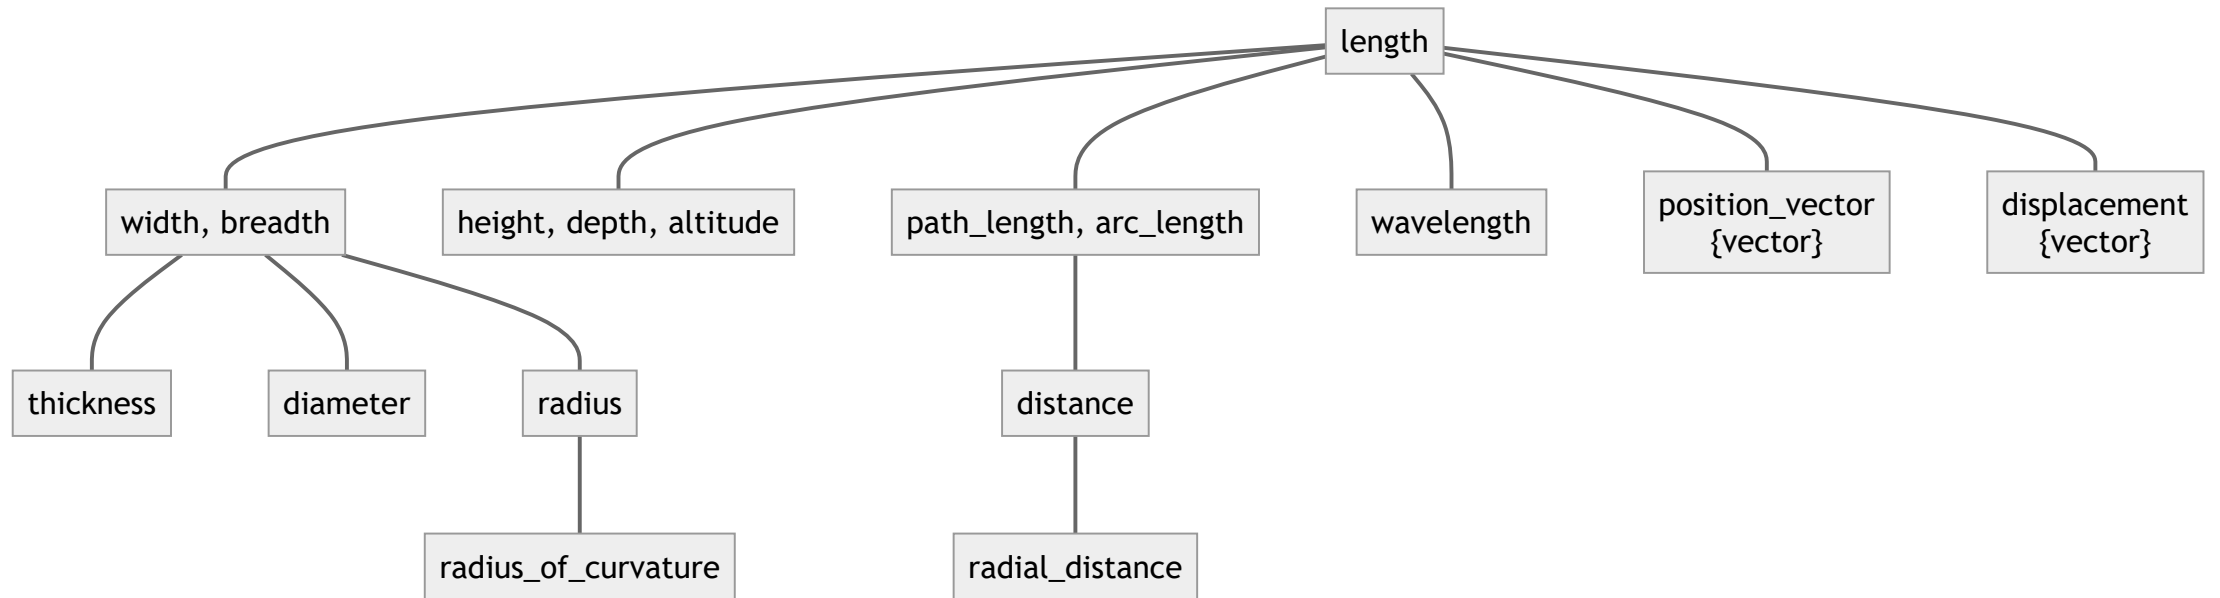 length
width, breadth
height, depth, altitude
path_length, arc_length
wavelength
position_vector
{vector}
displacement
{vector}
thickness
diameter
radius
distance
radius_of_curvature
radial_distance